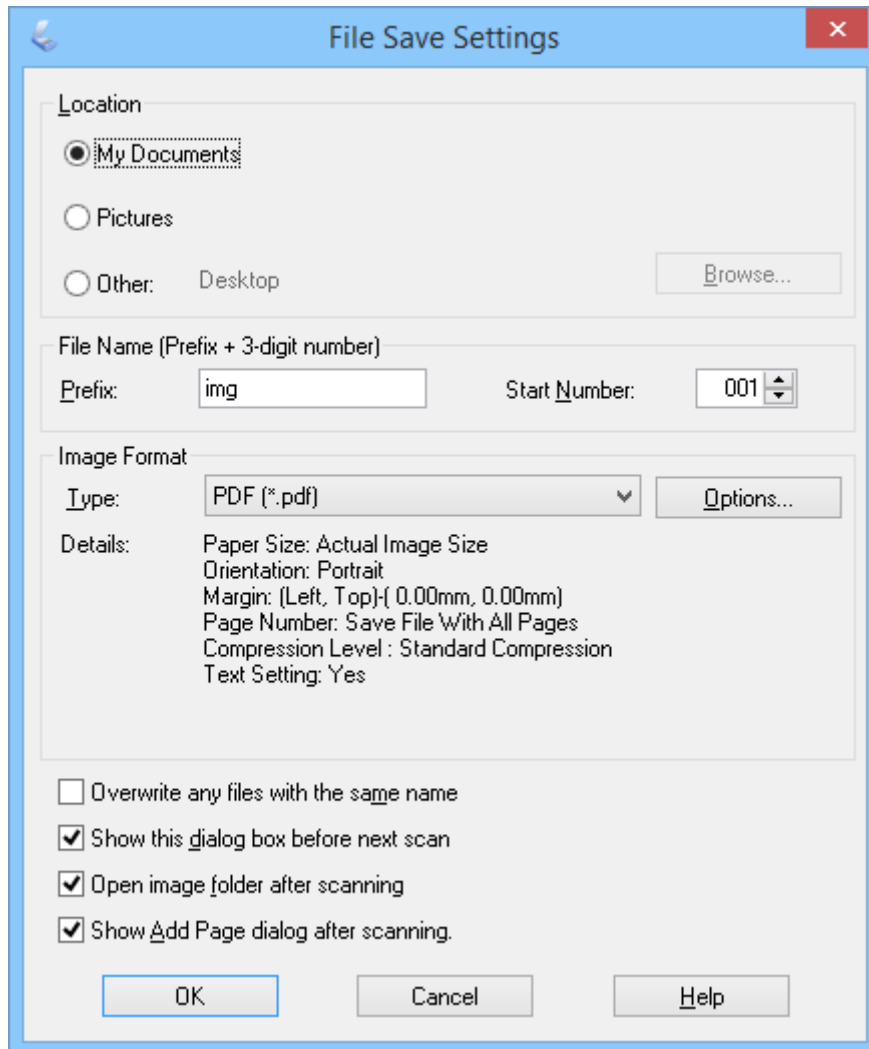 File Save Settings
Location
My Documents
Pictures
Other: Desktop Browse...
File Name (Prefix + 3-digit number)
Prefix: img Start Number: 001
Image Format
Type: PDF (*.pdf) Options...
Details: Paper Size: Actual Image Size
Orientation: Portrait
Margin: (Left, Top)-( 0.00mm, 0.00mm)
Page Number: Save File With All Pages
Compression Level : Standard Compression
Text Setting: Yes
Overwrite any files with the same name
Show this dialog box before next scan
Open image folder after scanning
Show Add Page dialog after scanning.
OK Cancel Help